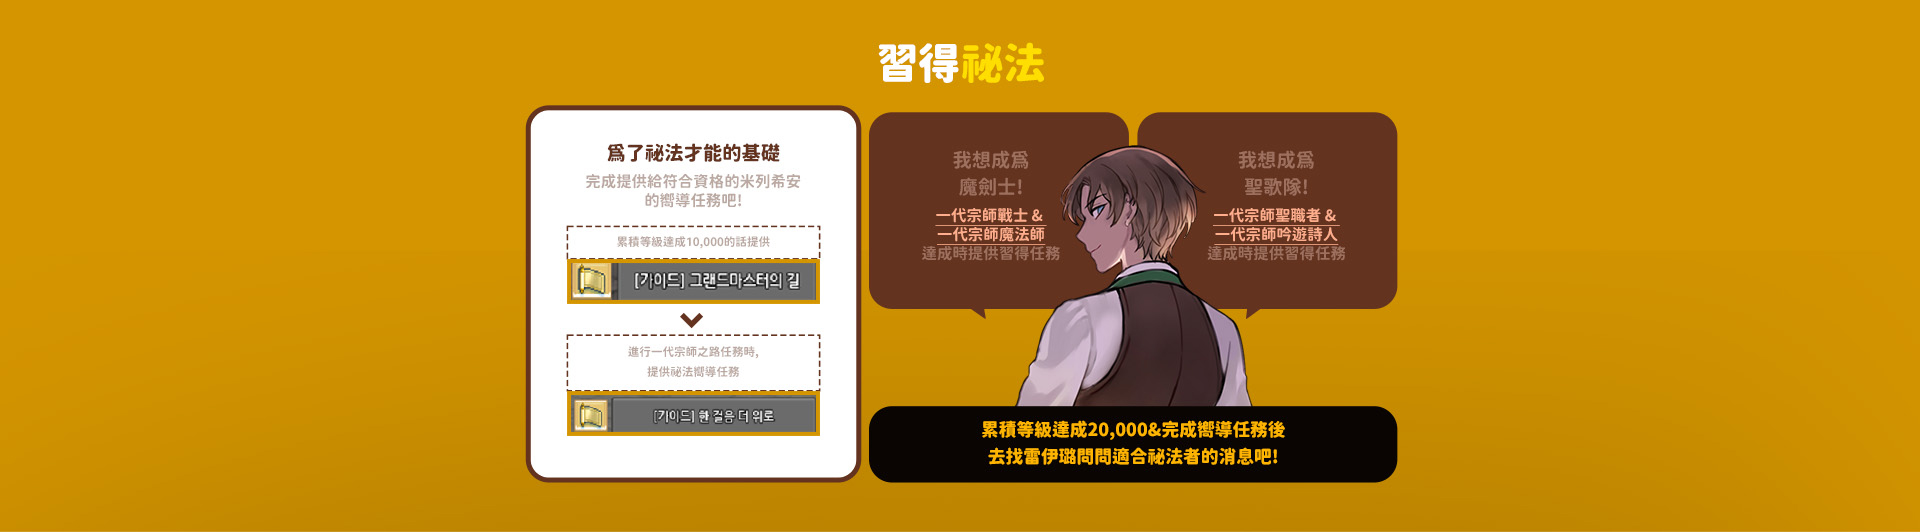 習得祕法
爲了祕法才能的基礎
完成提供給符合資格的米列希安
的嚮導任務吧!
累積等級達成10,000的話提供
[가이드] 그랜드마스터의 길
進行一代宗師之路任務時,
提供祕法嚮導任務
[가이드] 한 걸음 더 위로
我想成爲
魔劍士!
一代宗師戰士 &
一代宗師魔法師
達成時提供習得任務
我想成爲
聖歌隊!
一代宗師聖職者 &
一代宗師吟遊詩人
達成時提供習得任務
累積等級達成20,000&完成嚮導任務後
去找雷伊璐問問適合祕法者的消息吧!